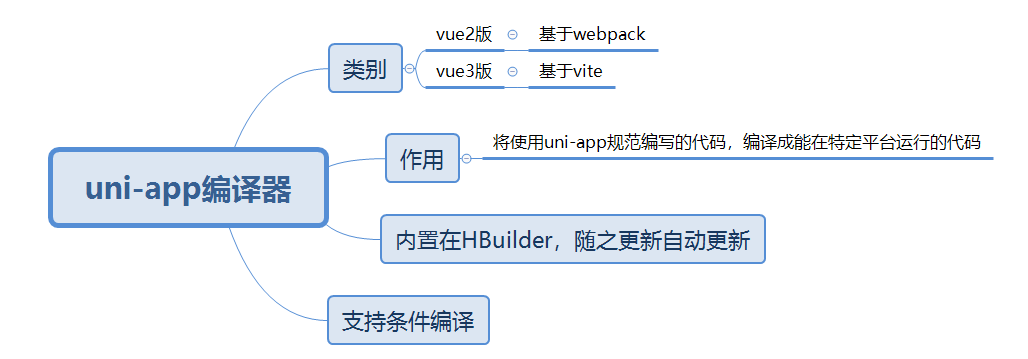 uni-app编译器
类别
vue2版
基于webpack
vue3版
基于vite
作用
将使用uni-app规范编写的代码，编译成能在特定平台运行的代码
内置在HBuilder，随之更新自动更新
支持条件编译